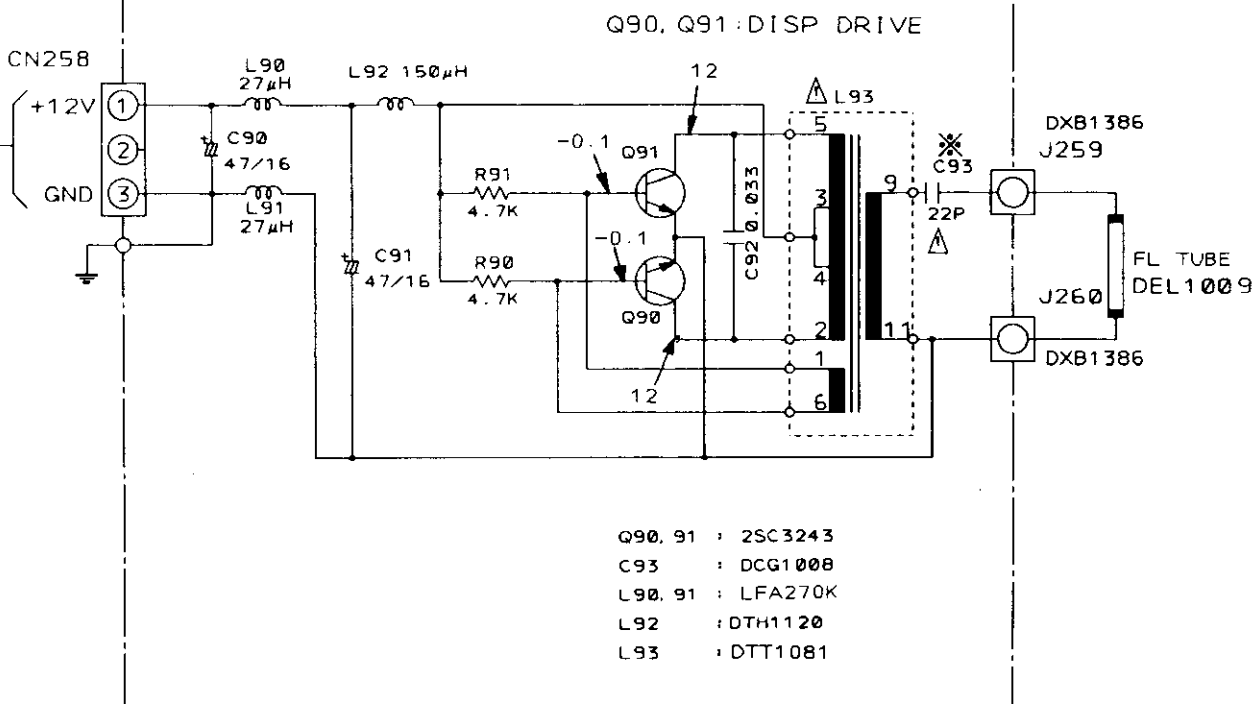 Q90, Q91 : DISP DRIVE
CN258
+12V
1
2
GND
3
L90
27μH
C90
47/16
L91
27μH
L92 150μH
C91
47/16
R91
4.7K
R90
4.7K
-0.1
Q91
-0.1
Q90
12
12
C92 0.033
⚠ L93
5
3
4
2
1
6
9
11
※
C93
22P
⚠
DXB1386
J259
FL TUBE
DEL1009
J260
DXB1386
Q90, 91 : 2SC3243
C93 : DCG1008
L90, 91 : LFA270K
L92 : DTH1120
L93 : DTT1081